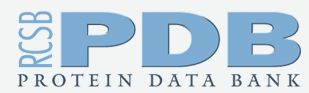 RCSB
PDB
PROTEIN DATA BANK